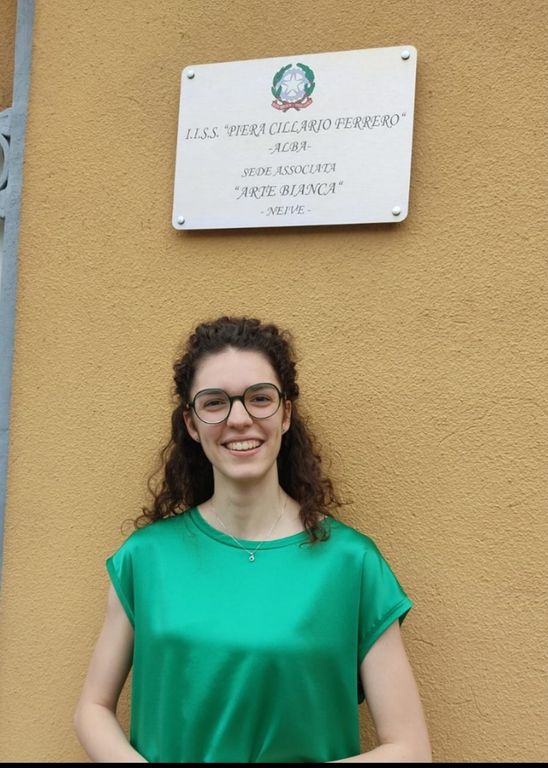 I.I.S.S. "PIERA CILLARIO FERRERO"
-ALBA-
SEDE ASSOCIATA
"ARTE BIANCA"
- NEIVE -